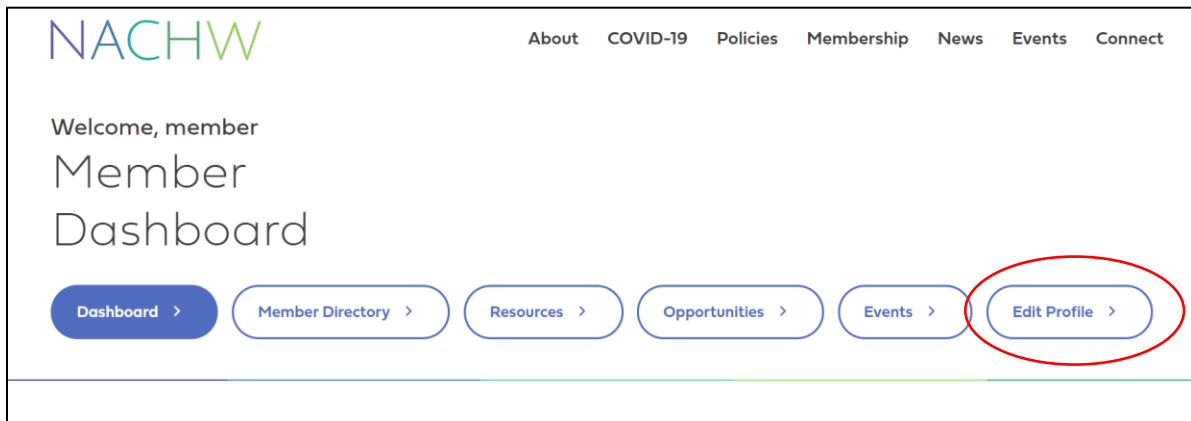 NACHW
About COVID-19 Policies Membership News Events Connect
Welcome, member
Member
Dashboard
Dashboard > Member Directory > Resources > Opportunities > Events > Edit Profile >